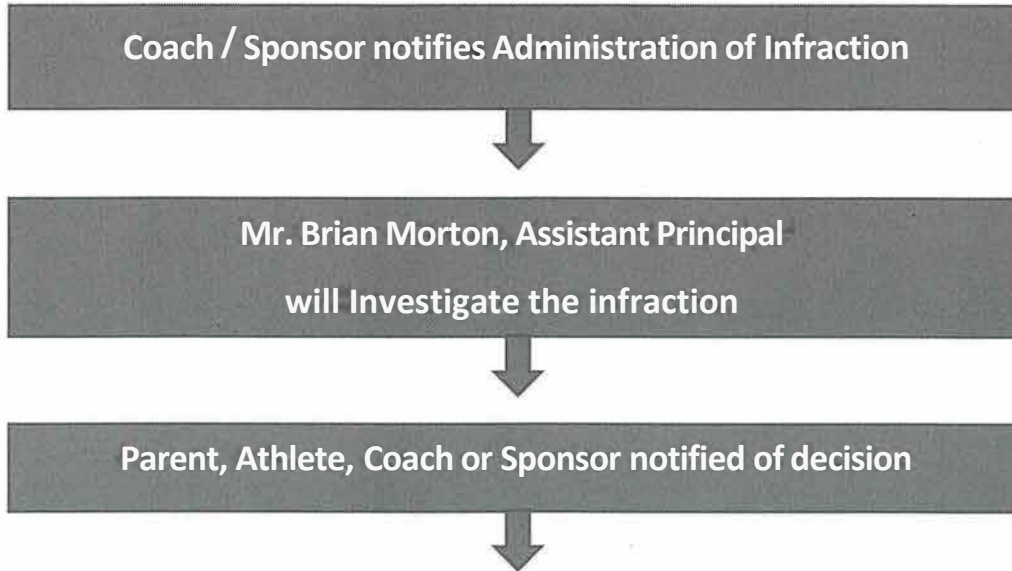 Coach / Sponsor notifies Administration of Infraction
Mr. Brian Morton, Assistant Principal
will Investigate the infraction
Parent, Athlete, Coach or Sponsor notified of decision